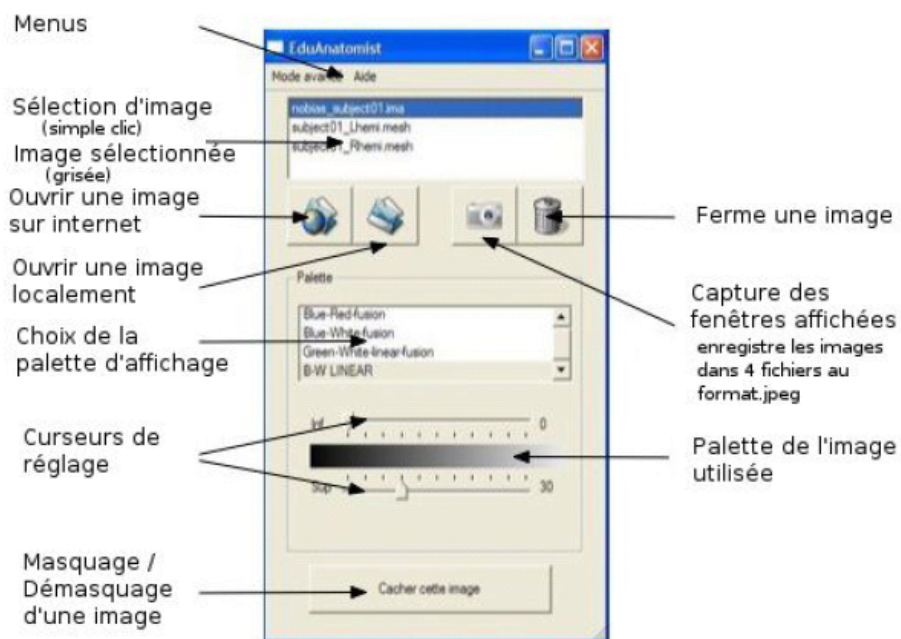 Menus
Sélection d'image
(simple clic)
Image sélectionnée
(grisée)
Ouvrir une image
sur internet
Ouvrir une image
localement
Choix de la
palette d'affichage
Curseurs de
réglage
Masquage /
Démasquage
d'une image
EduAnatomist
Mode avancé Aide
nobias_subject01.ima
subject01_Lhemi.mesh
subject01_Rhemi.mesh
Palette
Blue-Red-fusion
Blue-White-fusion
Green-White-linear-fusion
B-W LINEAR
Inf 0
Sup 30
Cacher cette image
Ferme une image
Capture des
fenêtres affichées
enregistre les images
dans 4 fichiers au
format.jpeg
Palette de l'image
utilisée